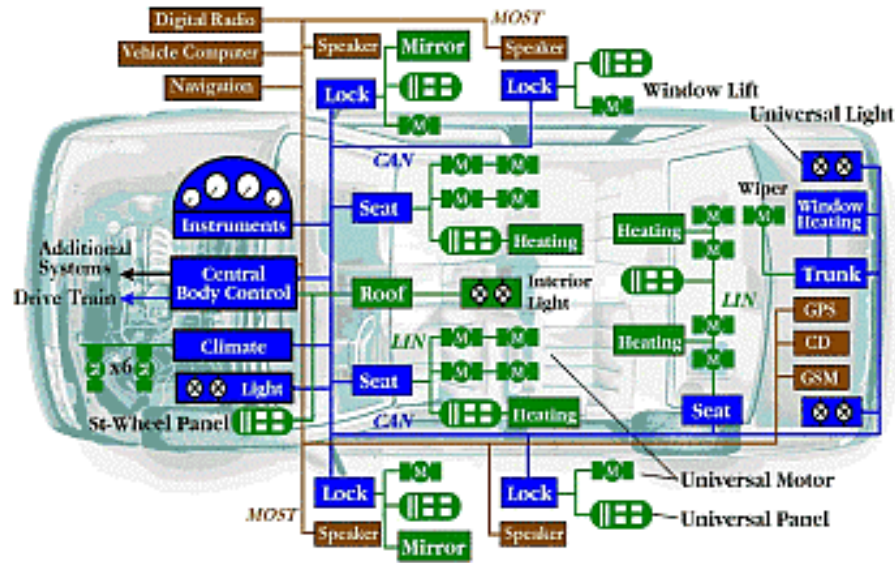 Digital Radio
MOST
Vehicle Computer
Speaker
Mirror
Speaker
Navigation
Lock
Lock
M
M
Window Lift
Universal Light
CAN
M
M
Wiper
Instruments
Seat
M
M
Heating
Heating
M
M
M
Window
Heating
Additional
Systems
Drive Train
Central
Body Control
Roof
Interior
Light
LIN
Trunk
GPS
Climate
LIN
M
M
Heating
M
M
CD
M
x6
M
Light
Seat
M
M
GSM
St-Wheel Panel
CAN
Heating
Seat
Lock
M
Lock
M
Universal Motor
MOST
Universal Panel
Speaker
Mirror
Speaker